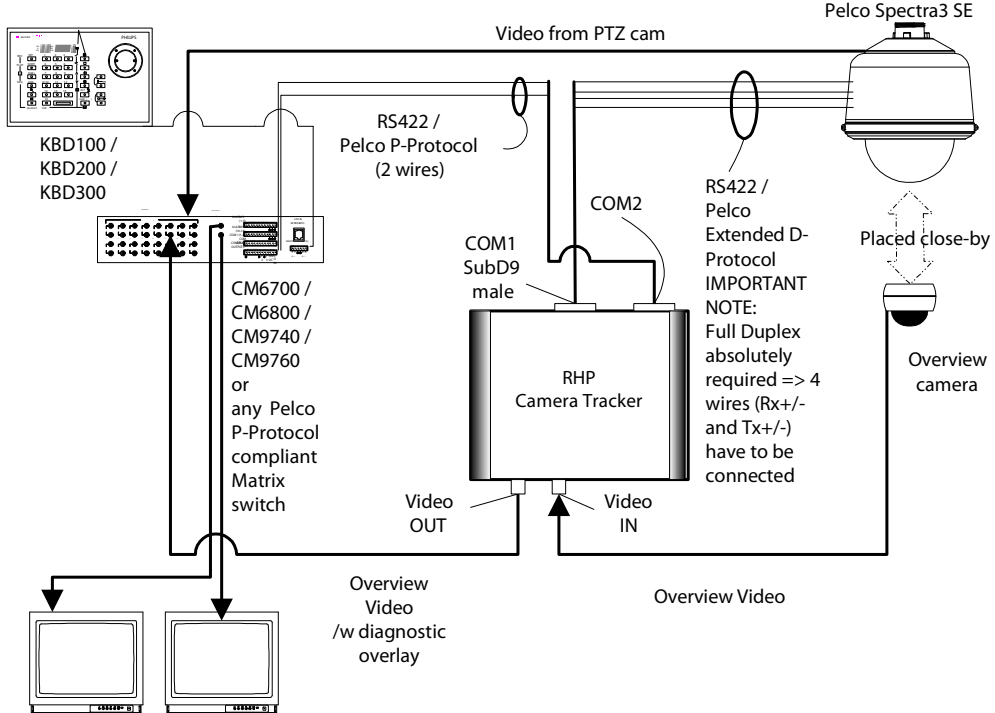 Pelco Spectra3 SE
Video from PTZ cam
PHILIPS
KBD100 /
KBD200 /
KBD300
RS422 /
Pelco P-Protocol
(2 wires)
RS422 /
Pelco
Extended D-
Protocol
IMPORTANT
NOTE:
Full Duplex
absolutely
required => 4
wires (Rx+/-
and Tx+/-)
have to be
connected
COM2
COM1
SubD9
male
Placed close-by
Overview
camera
CM6700 /
CM6800 /
CM9740 /
CM9760
or
any Pelco
P-Protocol
compliant
Matrix
switch
RHP
Camera Tracker
Video
OUT
Video
IN
Overview
Video
/w diagnostic
overlay
Overview Video